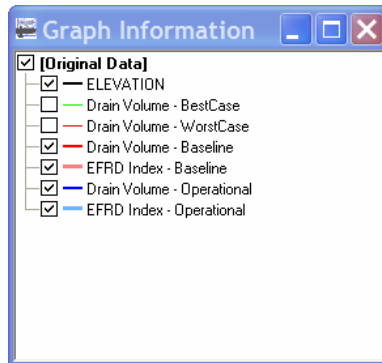 Graph Information
[Original Data]
ELEVATION
Drain Volume - BestCase
Drain Volume - WorstCase
Drain Volume - Baseline
EFRD Index - Baseline
Drain Volume - Operational
EFRD Index - Operational